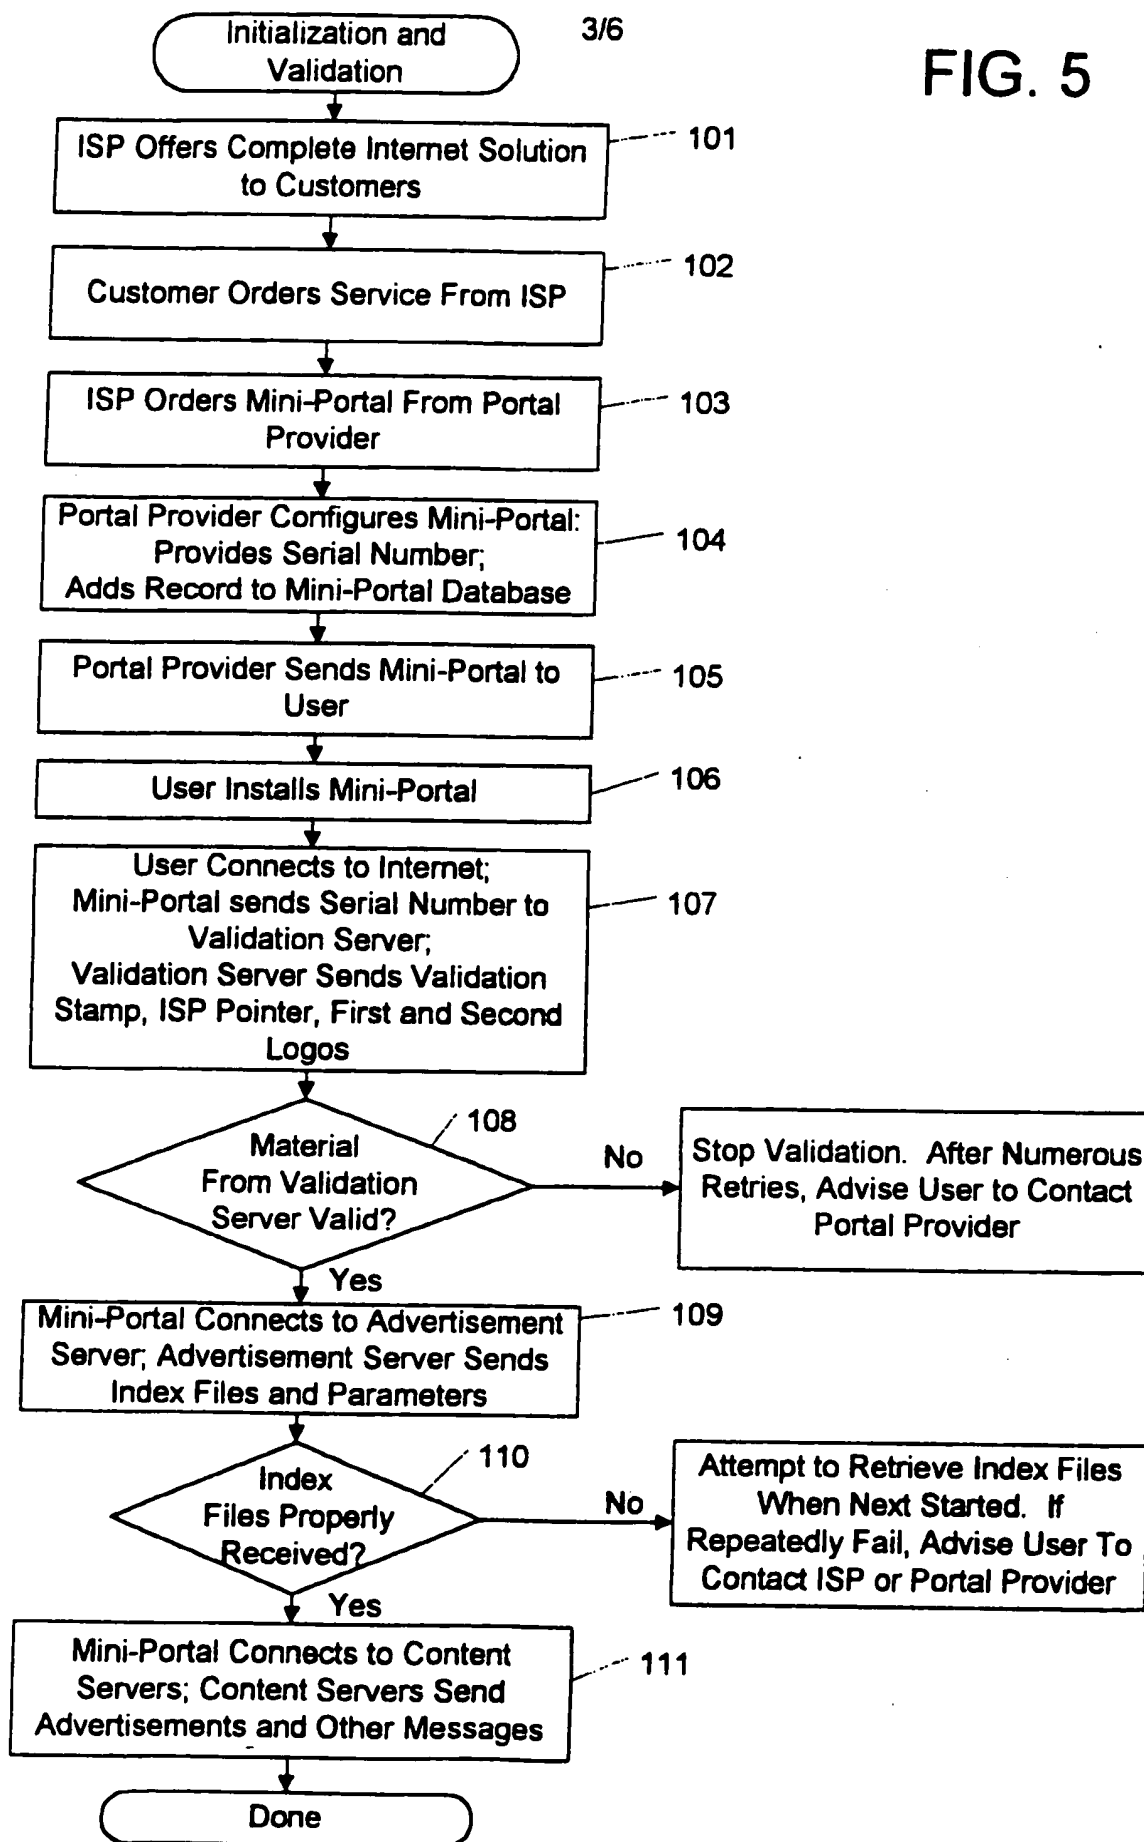 3/6
FIG. 5
Initialization and
Validation
ISP Offers Complete Internet Solution
to Customers
101
Customer Orders Service From ISP
102
ISP Orders Mini-Portal From Portal
Provider
103
Portal Provider Configures Mini-Portal:
Provides Serial Number;
Adds Record to Mini-Portal Database
104
Portal Provider Sends Mini-Portal to
User
105
User Installs Mini-Portal
106
User Connects to Internet;
Mini-Portal sends Serial Number to
Validation Server;
Validation Server Sends Validation
Stamp, ISP Pointer, First and Second
Logos
107
Material
From Validation
Server Valid?
108
No
Stop Validation. After Numerous
Retries, Advise User to Contact
Portal Provider
Yes
Mini-Portal Connects to Advertisement
Server; Advertisement Server Sends
Index Files and Parameters
109
Index
Files Properly
Received?
110
No
Attempt to Retrieve Index Files
When Next Started. If
Repeatedly Fail, Advise User To
Contact ISP or Portal Provider
Yes
Mini-Portal Connects to Content
Servers; Content Servers Send
Advertisements and Other Messages
111
Done